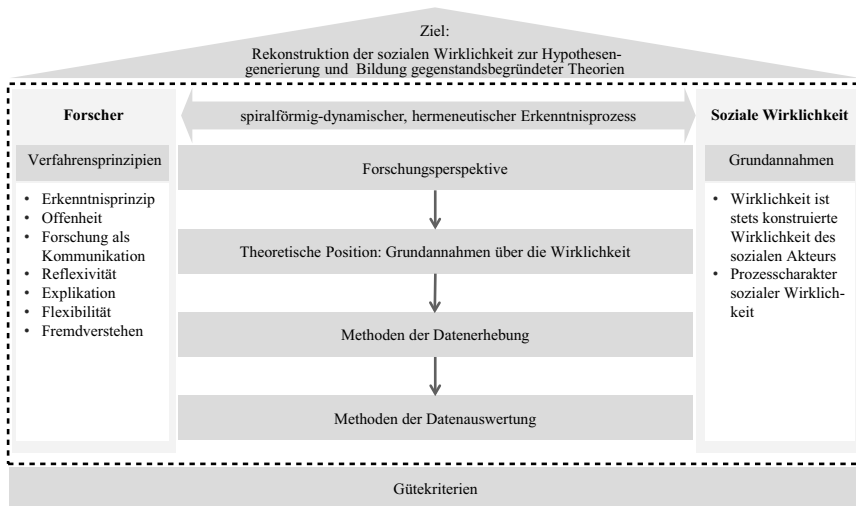 Ziel:
Rekonstruktion der sozialen Wirklichkeit zur Hypothesen-
generierung und Bildung gegenstandsbegründeter Theorien
Forscher
spiralförmig-dynamischer, hermeneutischer Erkenntnisprozess
Soziale Wirklichkeit
Verfahrensprinzipien
• Erkenntnisprinzip
• Offenheit
• Forschung als
Kommunikation
• Reflexivität
• Explikation
• Flexibilität
• Fremdverstehen
Forschungsperspektive
Theoretische Position: Grundannahmen über die Wirklichkeit
Methoden der Datenerhebung
Methoden der Datenauswertung
Grundannahmen
• Wirklichkeit ist
stets konstruierte
Wirklichkeit des
sozialen Akteurs
• Prozesscharakter
sozialer Wirklich-
keit
Gütekriterien